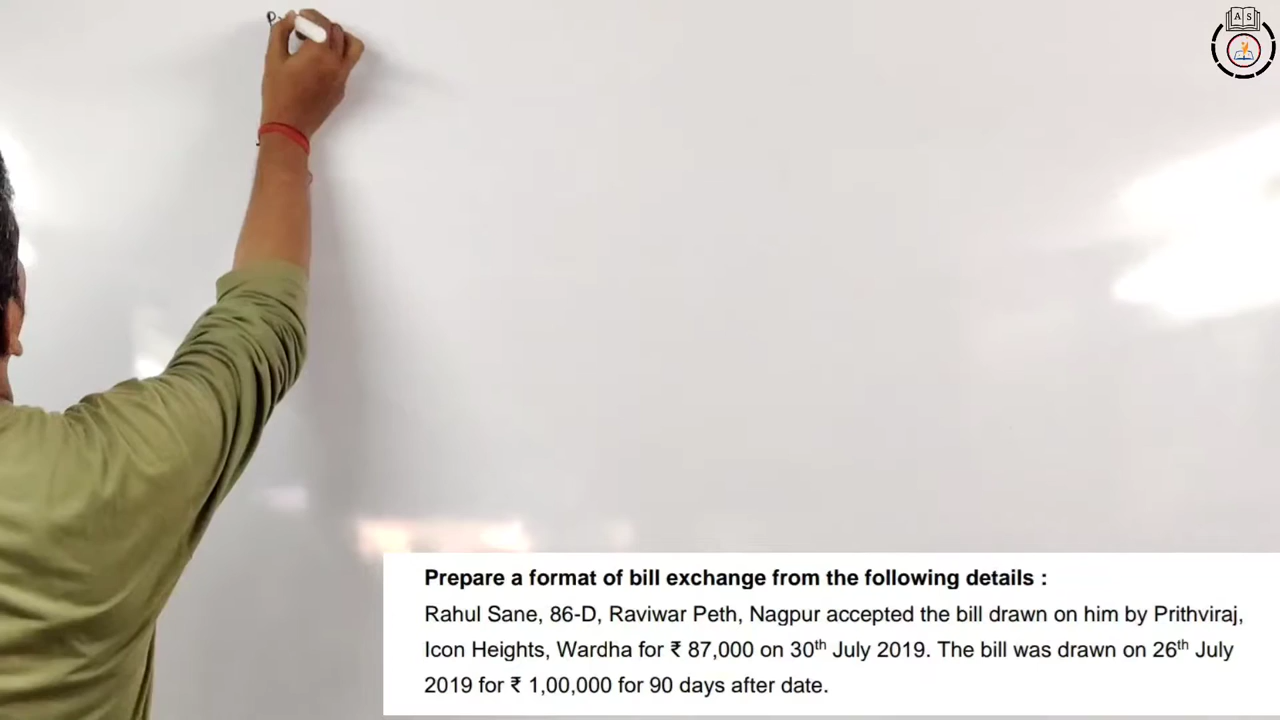 A S
Prepare a format of bill exchange from the following details :
Rahul Sane, 86-D, Raviwar Peth, Nagpur accepted the bill drawn on him by Prithviraj,
Icon Heights, Wardha for ₹ 87,000 on 30th July 2019. The bill was drawn on 26th July
2019 for ₹ 1,00,000 for 90 days after date.